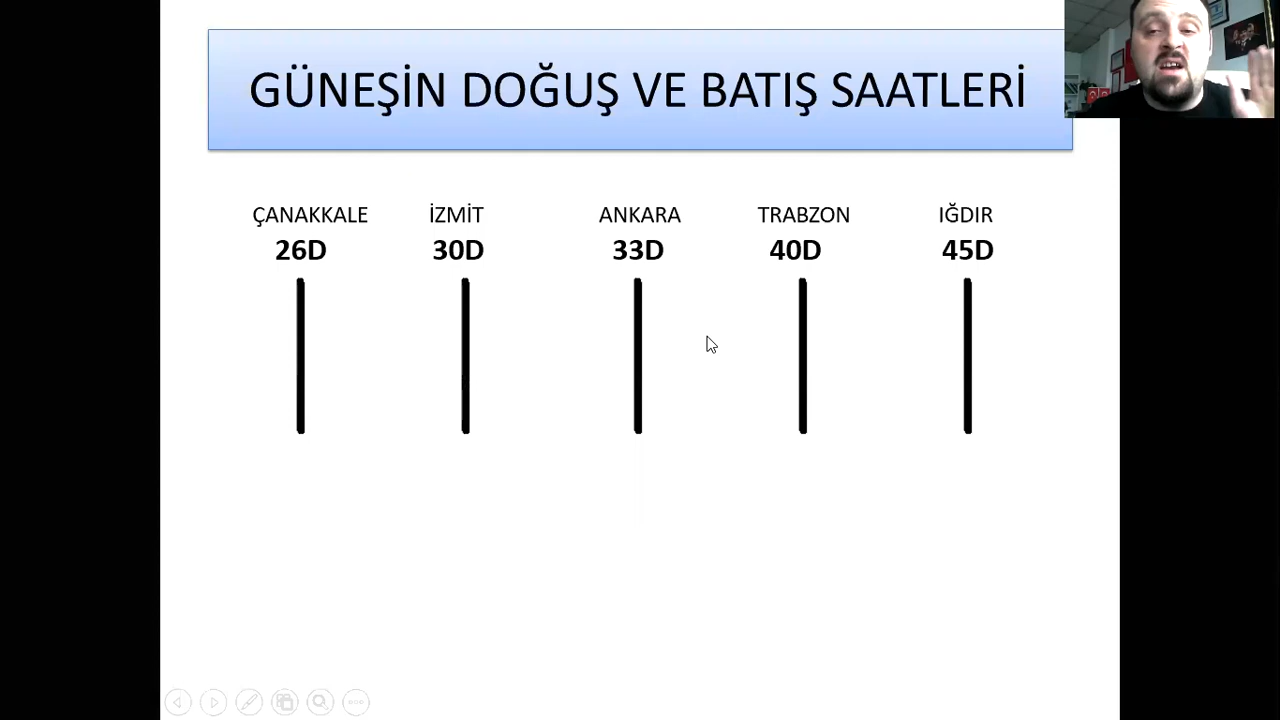 GÜNEŞİN DOĞUŞ VE BATIŞ SAATLERİ
ÇANAKKALE İZMİT ANKARA TRABZON IĞDIR
26D 30D 33D 40D 45D